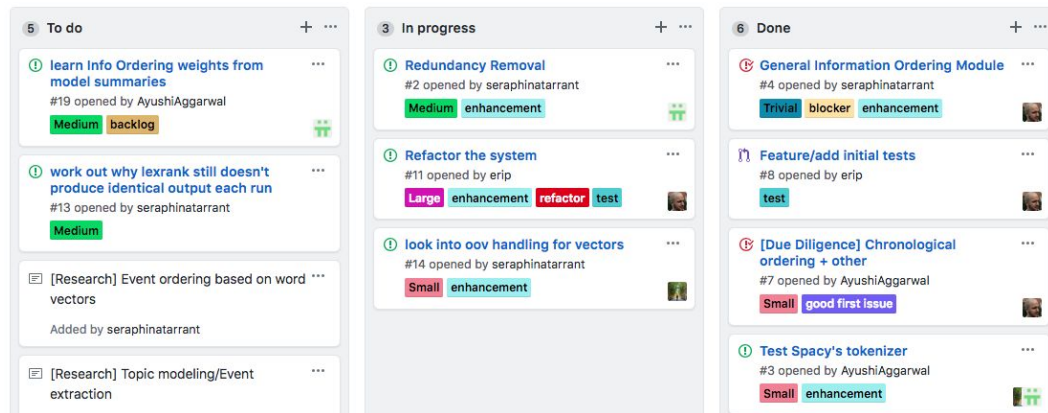 5 To do
learn Info Ordering weights from
model summaries
#19 opened by AyushiAggarwal
Medium backlog
work out why lexrank still doesn't
produce identical output each run
#13 opened by seraphinatarrant
Medium
[Research] Event ordering based on word
vectors
Added by seraphinatarrant
[Research] Topic modeling/Event
extraction
3 In progress
Redundancy Removal
#2 opened by seraphinatarrant
Medium enhancement
Refactor the system
#11 opened by erip
Large enhancement refactor test
look into oov handling for vectors
#14 opened by seraphinatarrant
Small enhancement
6 Done
General Information Ordering Module
#4 opened by seraphinatarrant
Trivial blocker enhancement
Feature/add initial tests
#8 opened by erip
test
[Due Diligence] Chronological
ordering + other
#7 opened by AyushiAggarwal
Small good first issue
Test Spacy's tokenizer
#3 opened by AyushiAggarwal
Small enhancement